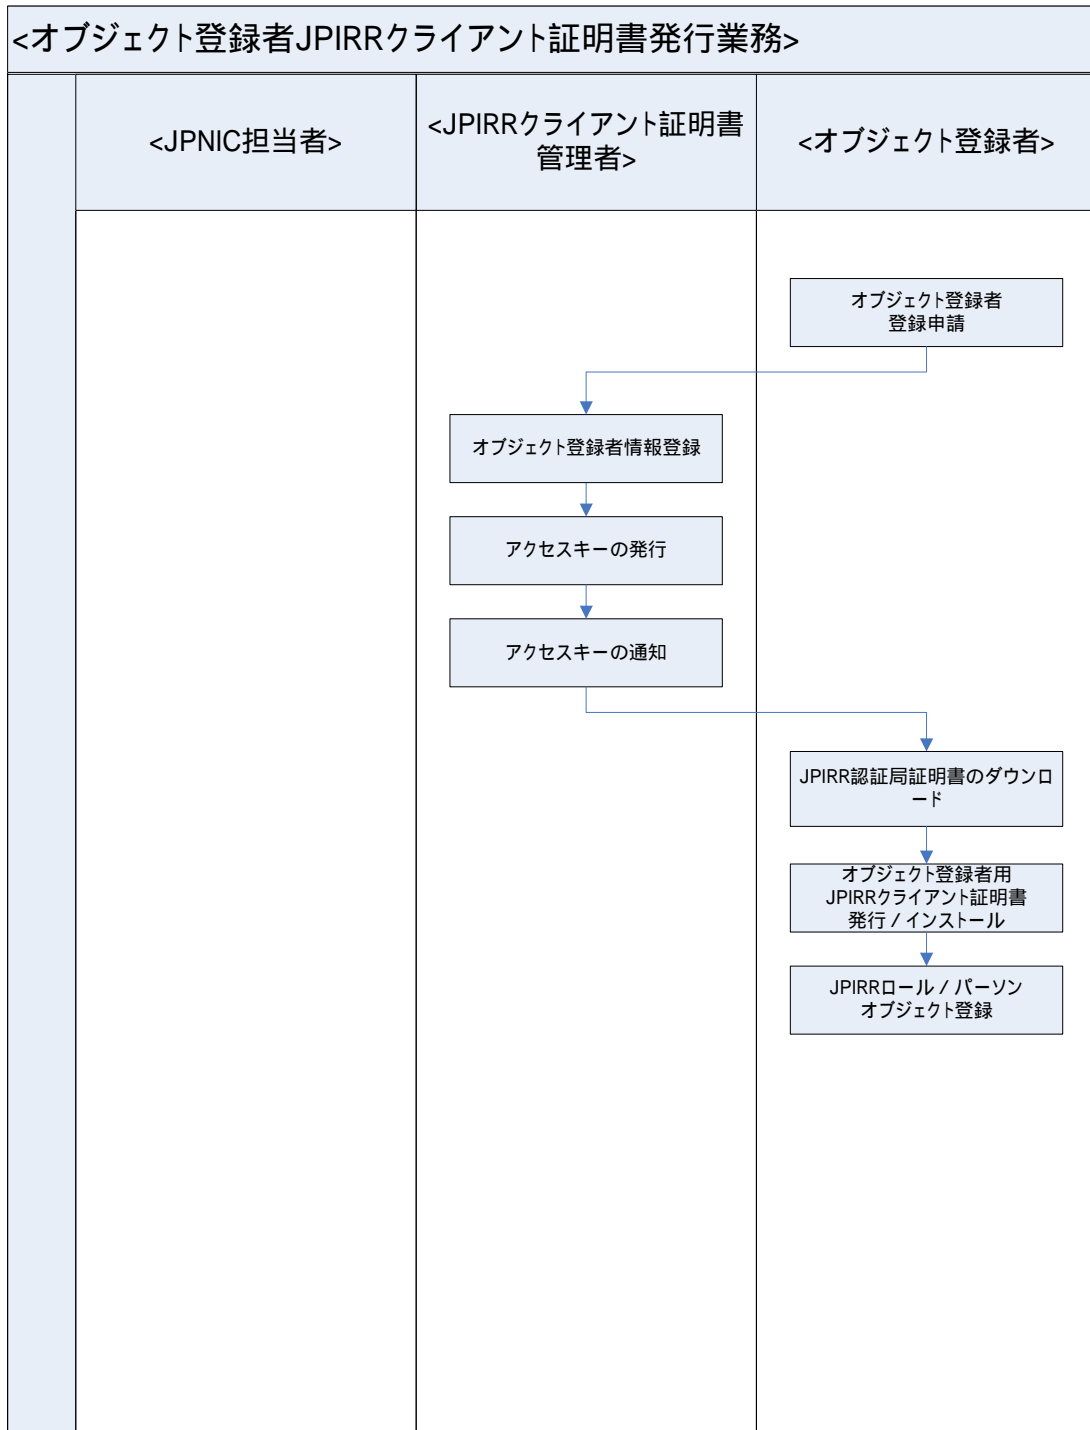 <オブジェクト登録者JPIRRクライアント証明書発行業務>
<JPNIC担当者>
<JPIRRクライアント証明書
管理者>
<オブジェクト登録者>
オブジェクト登録者
登録申請
オブジェクト登録者情報登録
アクセスキーの発行
アクセスキーの通知
JPIRR認証局証明書のダウンロ
ード
オブジェクト登録者用
JPIRRクライアント証明書
発行／インストール
JPIRRロール／パーソン
オブジェクト登録